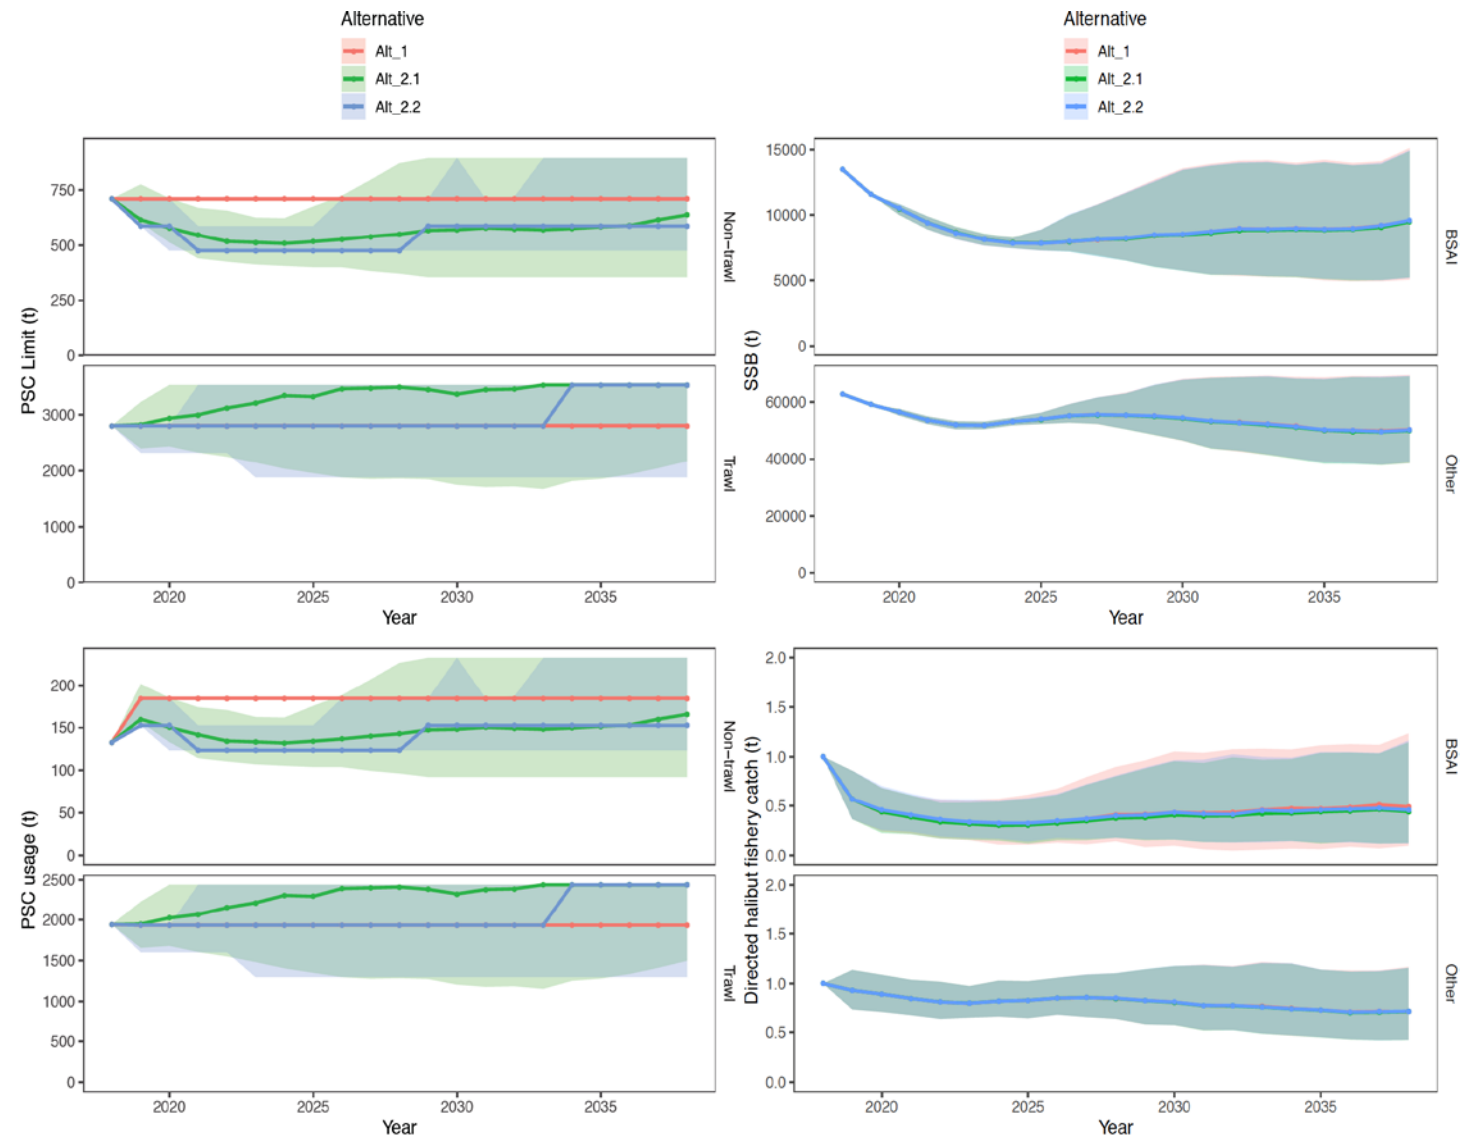 Alternative
Alt_1
Alt_2.1
Alt_2.2
PSC Limit (t)
750
500
250
0
Non−trawl
3000
2000
1000
0
Trawl
2020
2025
2030
2035
Year
Alternative
Alt_1
Alt_2.1
Alt_2.2
SSB (t)
15000
10000
5000
0
BSAI
60000
40000
20000
0
Other
2020
2025
2030
2035
Year
PSC usage (t)
200
150
100
50
0
Non−trawl
2500
2000
1500
1000
500
0
Trawl
2020
2025
2030
2035
Year
Directed halibut fishery catch (t)
2.0
1.0
0.5
0.0
BSAI
2.0
1.5
1.0
0.5
0.0
Other
2020
2025
2030
2035
Year